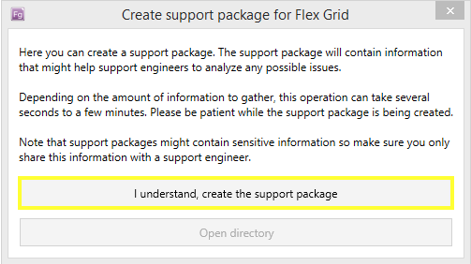 Fg
Create support package for Flex Grid
Here you can create a support package. The support package will contain information
that might help support engineers to analyze any possible issues.
Depending on the amount of information to gather, this operation can take several
seconds to a few minutes. Please be patient while the support package is being created.
Note that support packages might contain sensitive information so make sure you only
share this information with a support engineer.
I understand, create the support package
Open directory